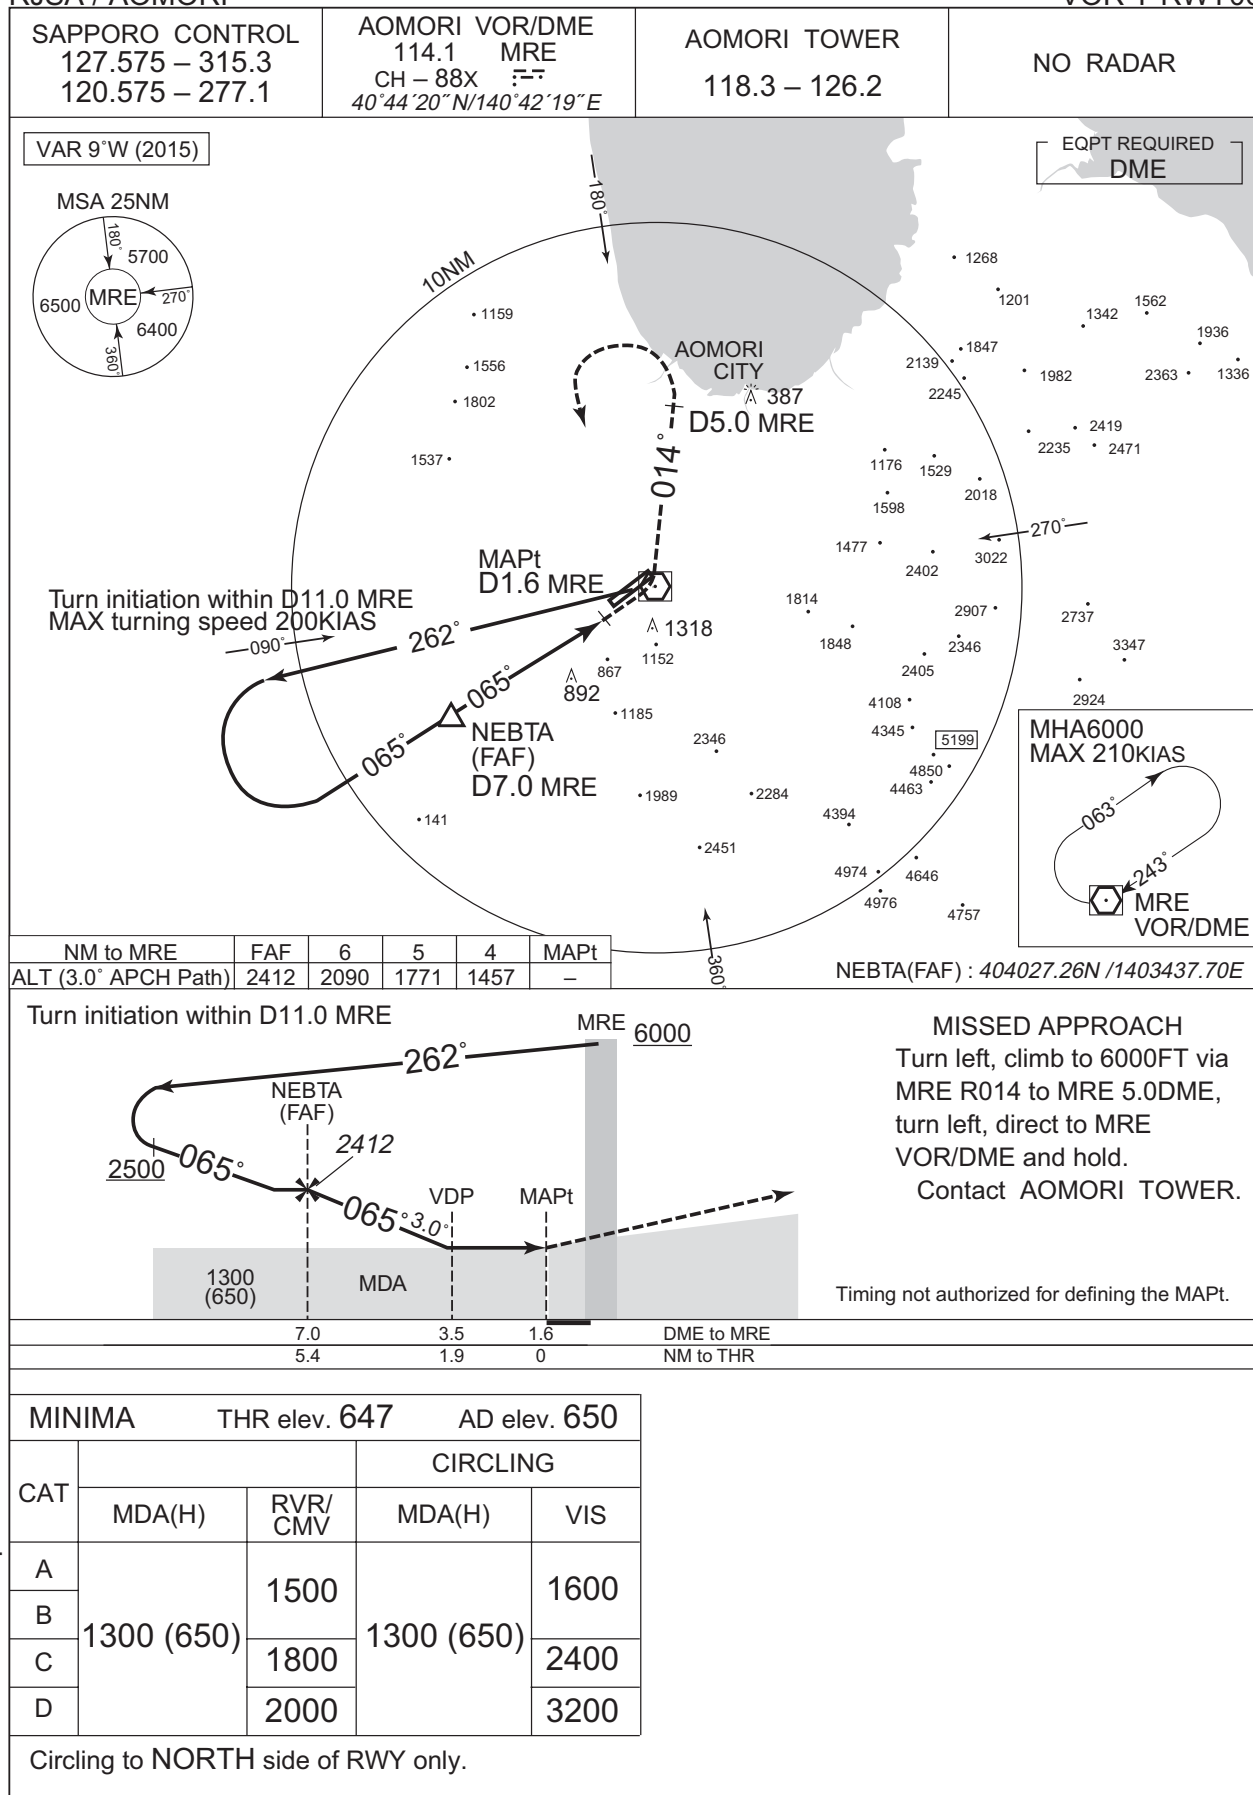 SAPPORO CONTROL
127.575 – 315.3
120.575 – 277.1
AOMORI VOR/DME
114.1 MRE
CH – 88X
40°44´20˝N/140°42´19˝E
AOMORI TOWER
118.3 – 126.2
NO RADAR
VAR 9°W (2015)
EQPT REQUIRED
DME
MSA 25NM
180°
5700
MRE
270°
6500
6400
360°
180°
10NM
1268
1201
1342
1562
1936
1159
1556
1802
1537
AOMORI
CITY
387
D5.0 MRE
014°
1847
2139
2245
1982
2363
1336
2419
2235
2471
1176
1529
2018
1598
270°
1477
2402
3022
MAPt
D1.6 MRE
Turn initiation within D11.0 MRE
MAX turning speed 200KIAS
090°
262°
1318
1152
867
892
1185
065°
065°
NEBTA
(FAF)
D7.0 MRE
1814
1848
2907
2346
2405
2737
3347
2924
4108
4345
5199
4850
4463
4394
2346
2284
1989
2451
141
4974
4646
4976
4757
MHA6000
MAX 210KIAS
063°
243°
MRE
VOR/DME
360°
NM to MRE FAF 6 5 4 MAPt
ALT (3.0° APCH Path) 2412 2090 1771 1457 –
NEBTA(FAF) : 404027.26N /1403437.70E
Turn initiation within D11.0 MRE
MRE 6000
262°
NEBTA
(FAF)
2412
2500
065°
065°
3.0°
VDP
MAPt
1300
(650)
MDA
MISSED APPROACH
Turn left, climb to 6000FT via
MRE R014 to MRE 5.0DME,
turn left, direct to MRE
VOR/DME and hold.
Contact AOMORI TOWER.
Timing not authorized for defining the MAPt.
7.0 3.5 1.6 DME to MRE
5.4 1.9 0 NM to THR
MINIMA THR elev. 647 AD elev. 650
CIRCLING
CAT MDA(H) RVR/CMV MDA(H) VIS
A
B
C
D
1300 (650)
1500
1800
2000
1300 (650)
1600
2400
3200
Circling to NORTH side of RWY only.